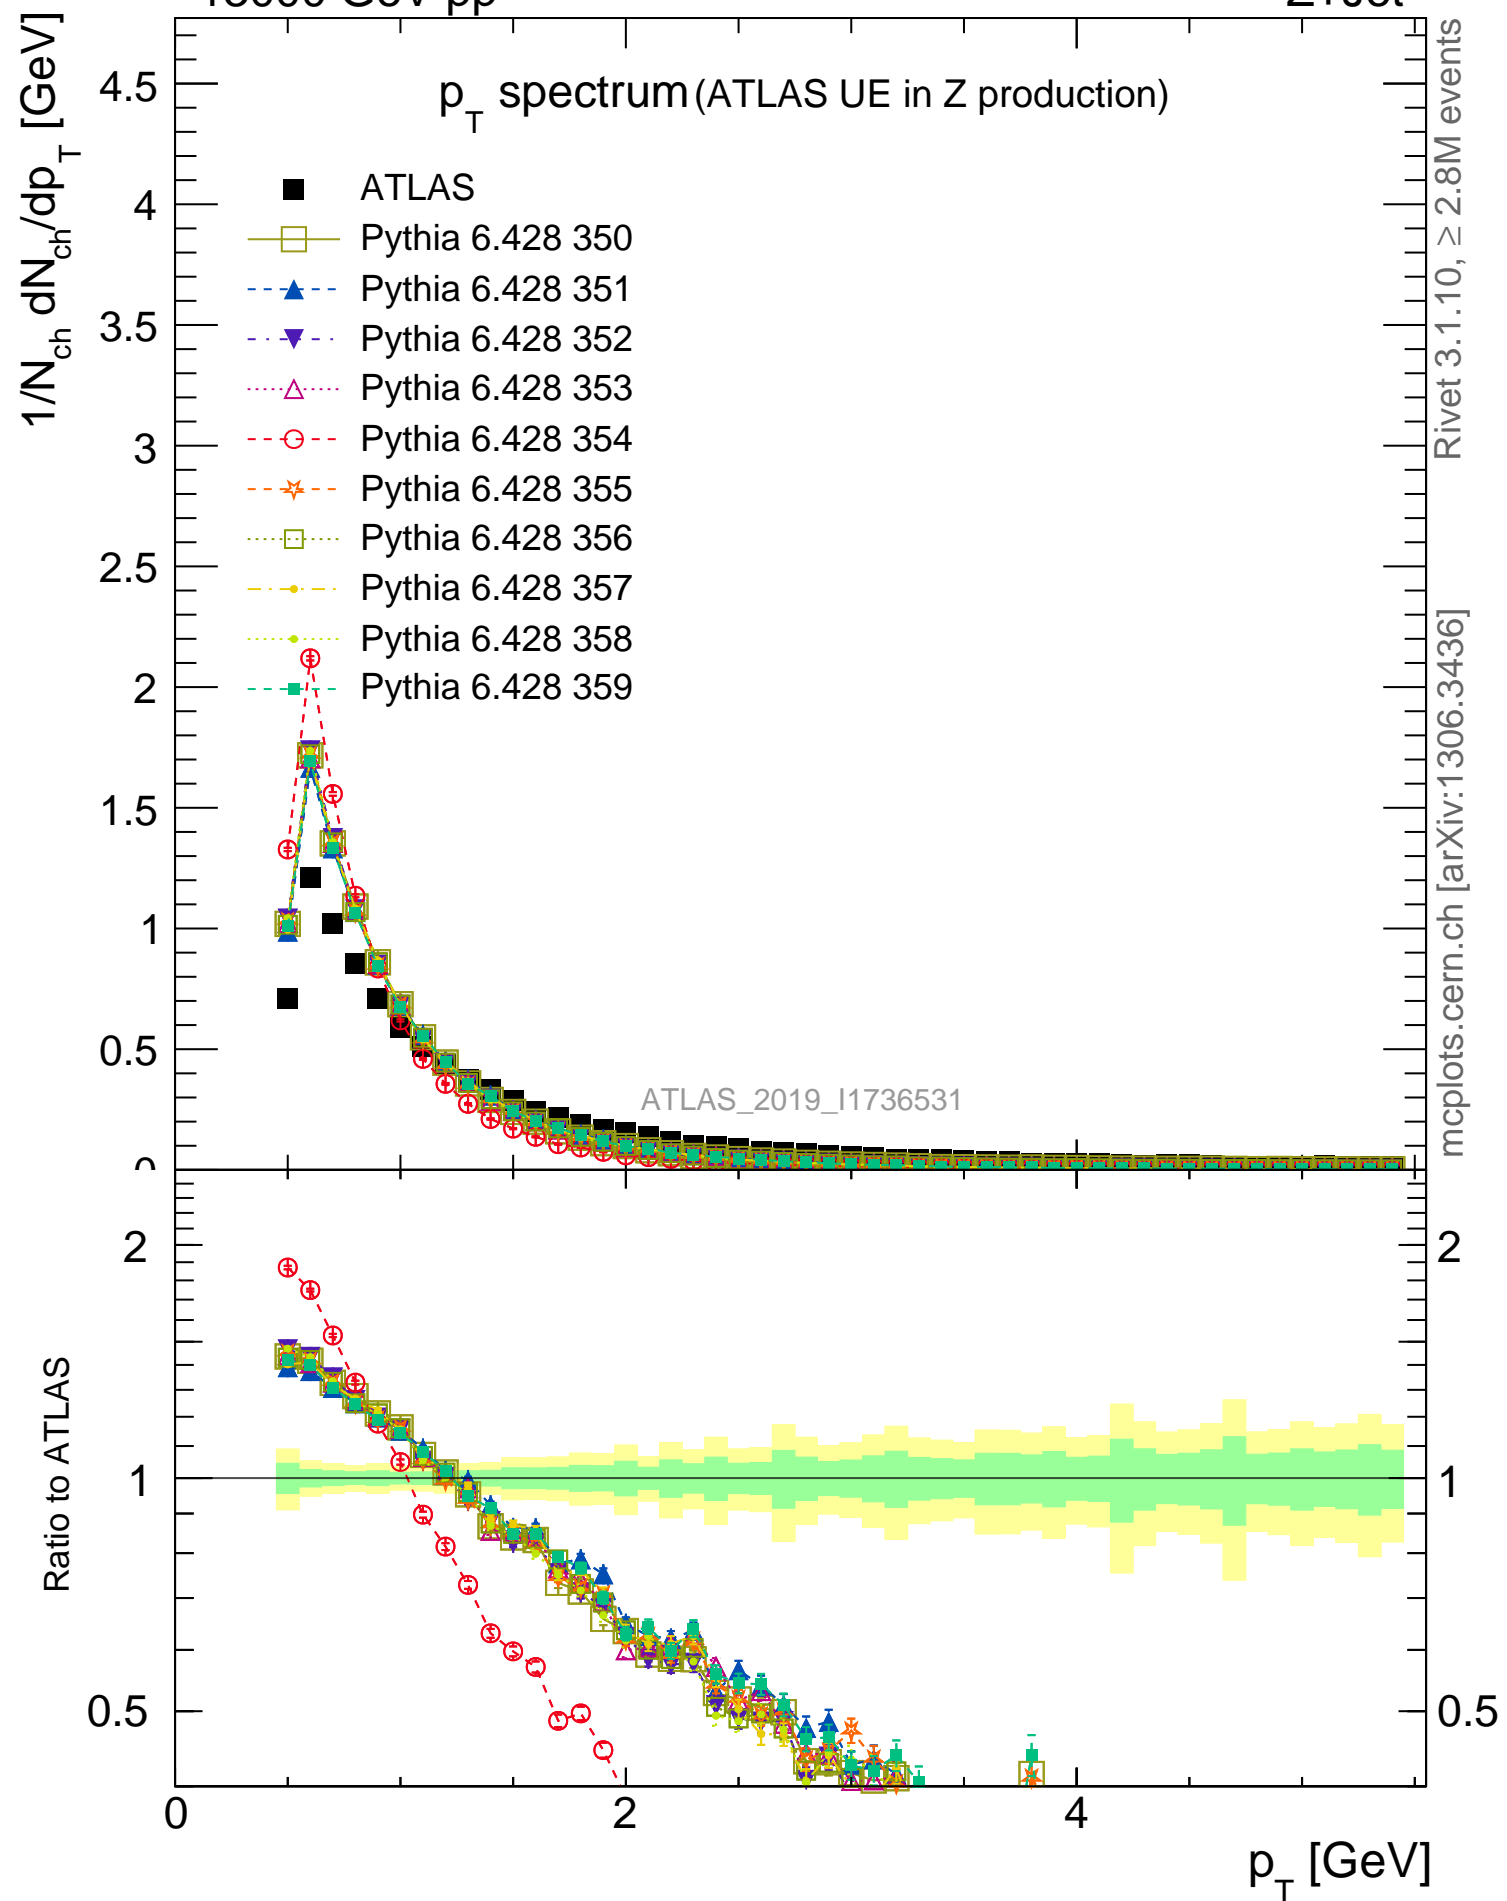 13000 GeV pp
Z+Jet
p_T spectrum (ATLAS UE in Z production)
1/N_ch dN_ch/dp_T [GeV]
ATLAS
Pythia 6.428 350
Pythia 6.428 351
Pythia 6.428 352
Pythia 6.428 353
Pythia 6.428 354
Pythia 6.428 355
Pythia 6.428 356
Pythia 6.428 357
Pythia 6.428 358
Pythia 6.428 359
4.5
4
3.5
3
2.5
2
1.5
1
0.5
0
ATLAS_2019_I1736531
Rivet 3.1.10, ≥ 2.8M events
mcplots.cern.ch [arXiv:1306.3436]
Ratio to ATLAS
2
1
0.5
2
1
0.5
0
2
4
p_T [GeV]